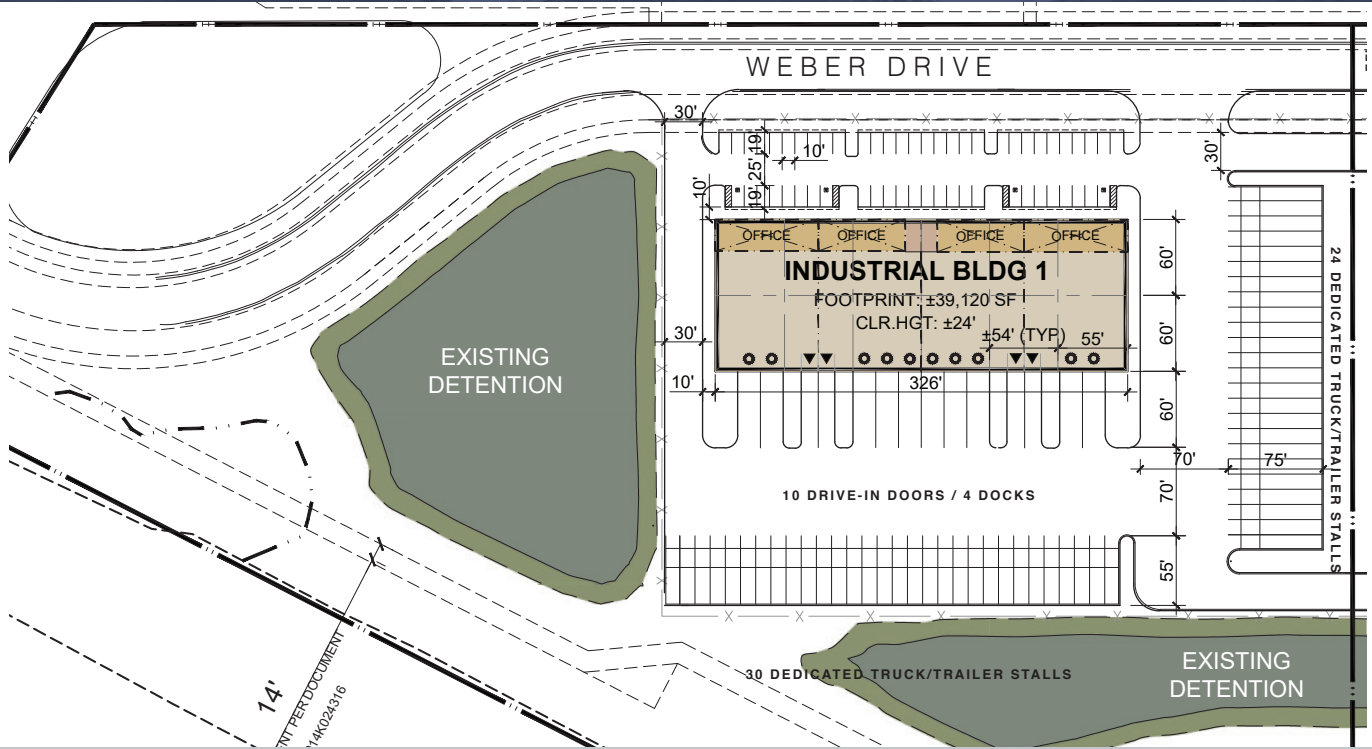 WEBER DRIVE
30'
19'
10'
25'
30'
10'
19'
OFFICE
OFFICE
OFFICE
OFFICE
INDUSTRIAL BLDG 1
FOOTPRINT: ±39,120 SF
CLR.HGT: ±24'
±54' (TYP)
55'
60'
60'
24 DEDICATED TRUCK/TRAILER STALLS
30'
EXISTING
DETENTION
10'
326'
60'
70'
75'
10 DRIVE-IN DOORS / 4 DOCKS
70'
55'
30 DEDICATED TRUCK/TRAILER STALLS
EXISTING
DETENTION
14'
PER DOCUMENT
14K024316